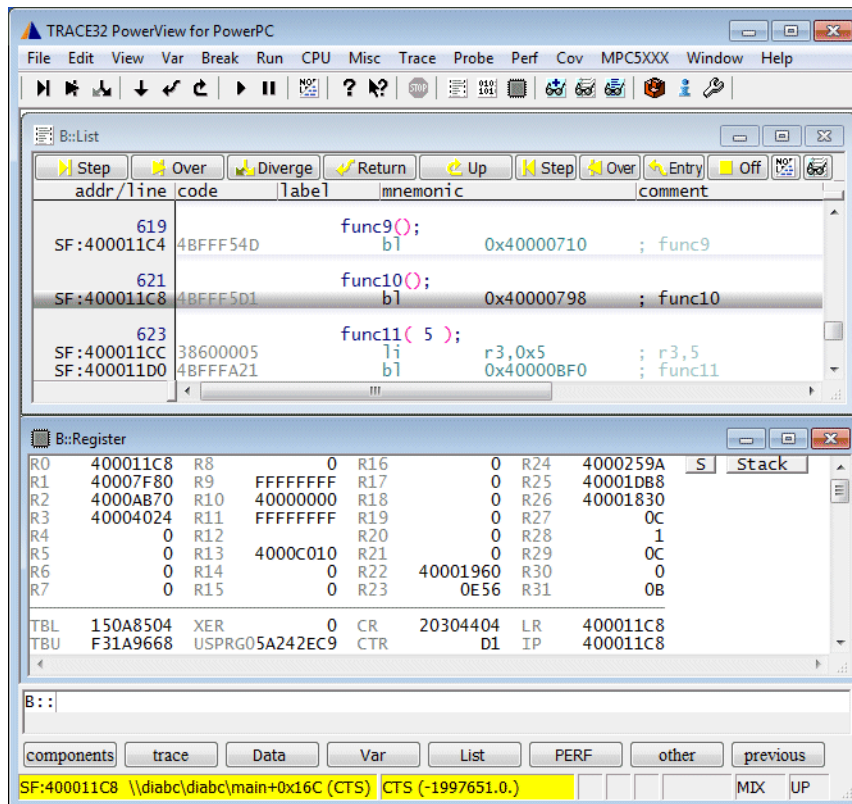 TRACE32 PowerView for PowerPC
File Edit View Var Break Run CPU Misc Trace Probe Perf Cov MPC5XXX Window Help
B::List
Step Over Diverge Return Up Step Over Entry Off
addr/line code label mnemonic comment
619 func9();
SF:400011C4 4BFFF54D bl 0x40000710 ; func9
621 func10();
SF:400011C8 4BFFF5D1 bl 0x40000798 ; func10
623 func11( 5 );
SF:400011CC 38600005 li r3,0x5 ; r3,5
SF:400011D0 4BFFFA21 bl 0x40000BF0 ; func11
B::Register
R0 400011C8 R8 0 R16 0 R24 4000259A S Stack
R1 40007F80 R9 FFFFFFFF R17 0 R25 40001DB8
R2 4000AB70 R10 40000000 R18 0 R26 40001830
R3 40004024 R11 FFFFFFFF R19 0 R27 0C
R4 0 R12 0 R20 0 R28 1
R5 0 R13 4000C010 R21 0 R29 0C
R6 0 R14 0 R22 40001960 R30 0
R7 0 R15 0 R23 0E56 R31 0B
TBL 150A8504 XER 0 CR 20304404 LR 400011C8
TBU F31A9668 USPRG05A242EC9 CTR D1 IP 400011C8
B::
components trace Data Var List PERF other previous
SF:400011C8 \\diabc\diabc\main+0x16C (CTS) CTS (-1997651.0.) MIX UP